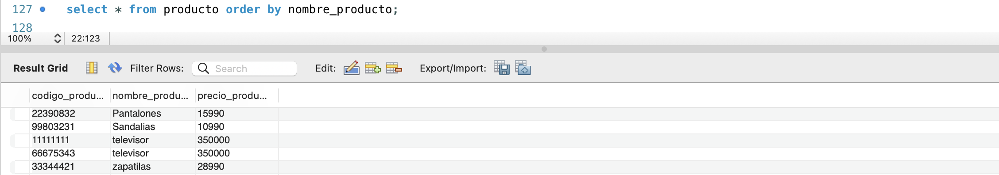 127 select * from producto order by nombre_producto;
128
100% 22:123
Result Grid Filter Rows: Search Edit: Export/Import:
codigo_produ... nombre_produ... precio_produ...
22390832 Pantalones 15990
99803231 Sandalias 10990
11111111 televisor 350000
66675343 televisor 350000
33344421 zapatilas 28990